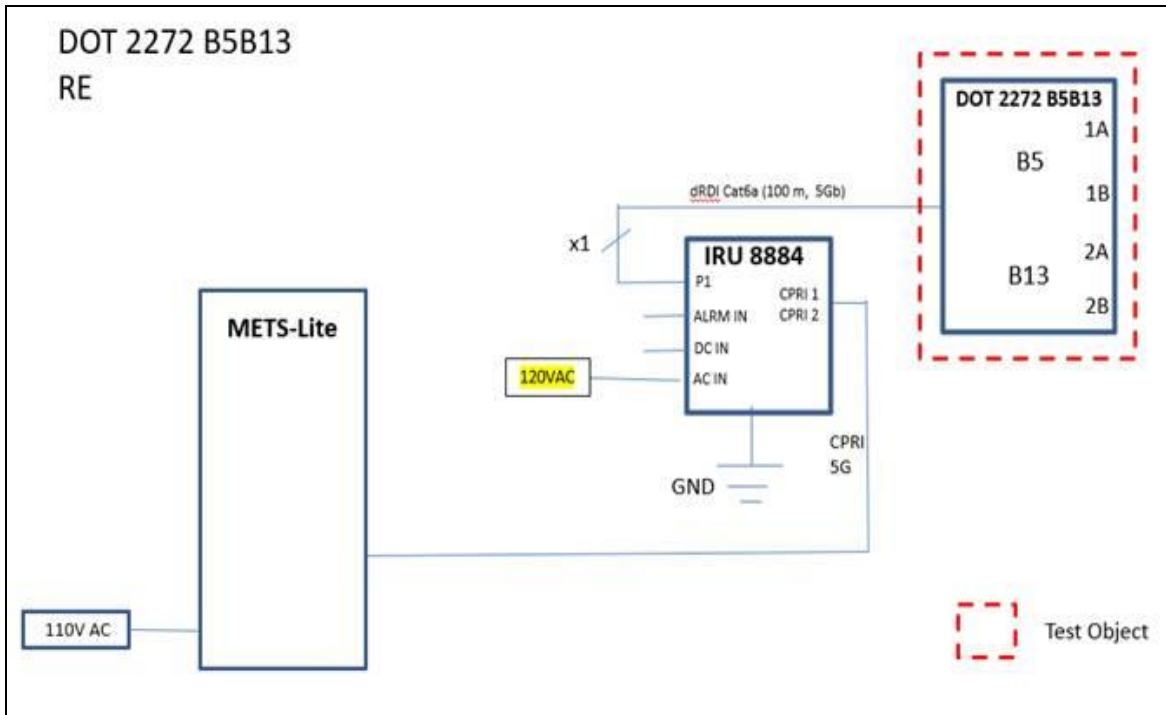 DOT 2272 B5B13
RE
DOT 2272 B5B13
1A
B5
1B
2A
B13
2B
dRDI Cat6a (100 m, 5Gb)
x1
IRU 8884
P1
CPRI 1
CPRI 2
ALRM IN
DC IN
AC IN
120VAC
METS-Lite
CPRI
5G
GND
110V AC
Test Object